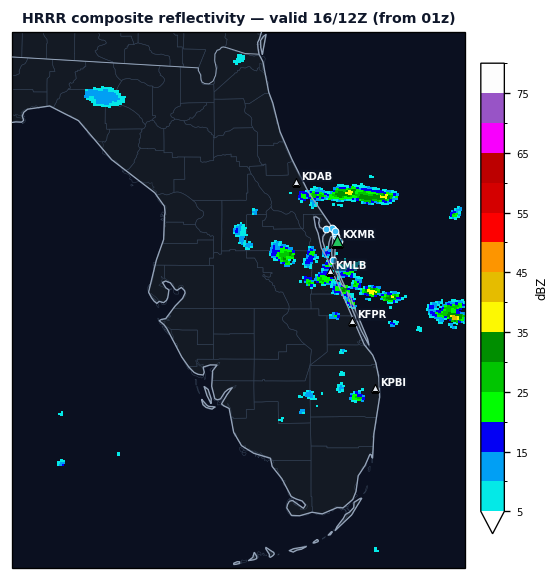 HRRR composite reflectivity — valid 16/12Z (from 01z)
KDAB
KXMR
KMLB
KFPR
KPBI
75
65
55
45
35
25
15
5
dBZ